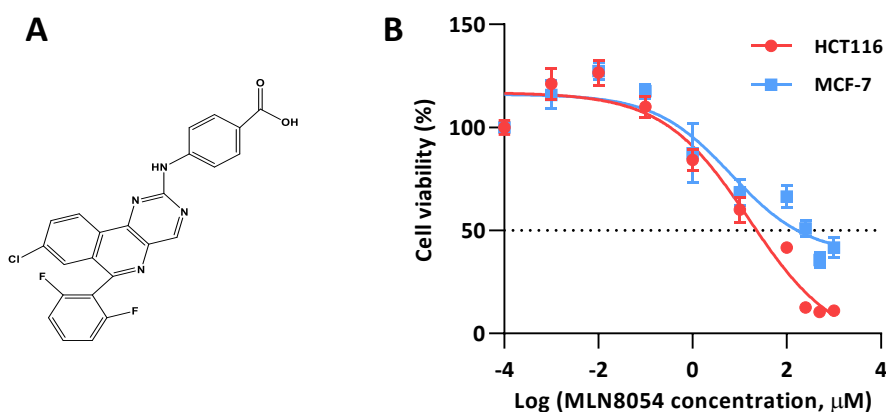 A
O
OH
HN
N
N
N
Cl
F
F
B
150
100
50
0
-4
-2
0
2
4
Cell viability (%)
Log (MLN8054 concentration, μM)
HCT116
MCF-7